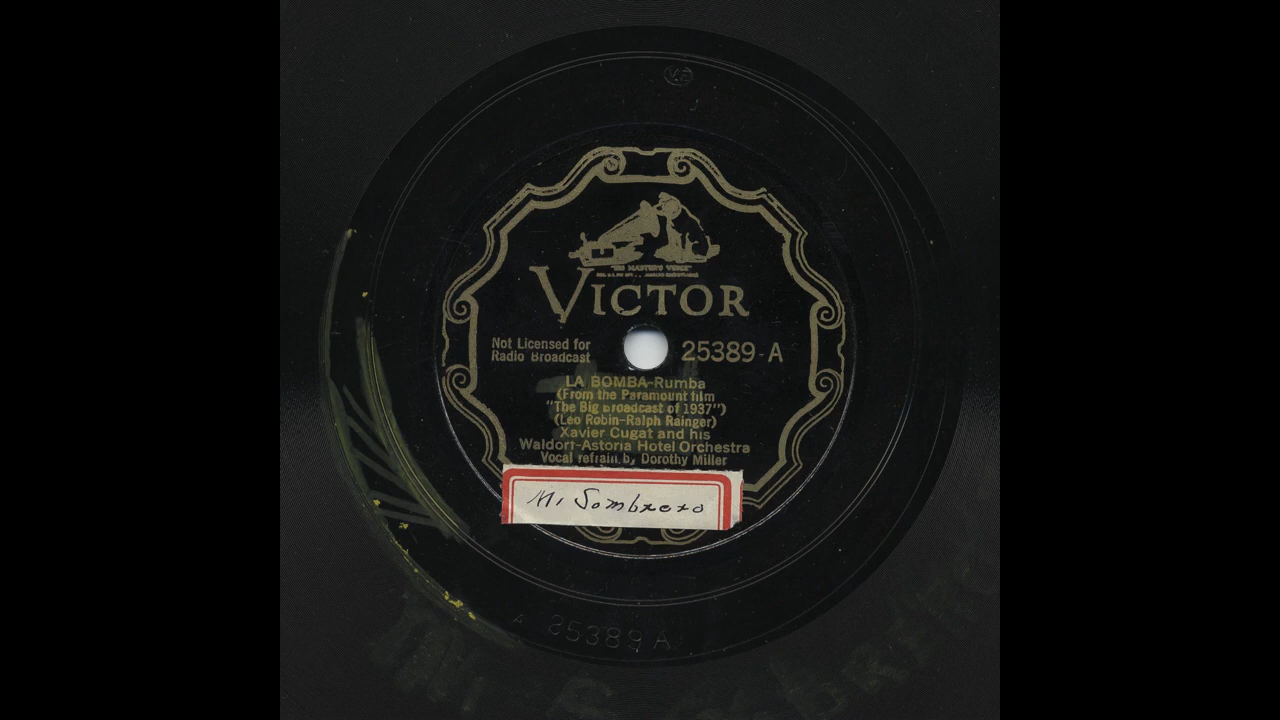 VE
"HIS MASTER'S VOICE"
VICTOR
Not Licensed for
Radio Broadcast
25389-A
LA BOMBA-Rumba
(From the Paramount film
"The Big Broadcast of 1937")
(Leo Robin-Ralph Rainger)
Xavier Cugat and his
Waldorf-Astoria Hotel Orchestra
Vocal refrain by Dorothy Miller
Mi Sombrero
A 25389 A